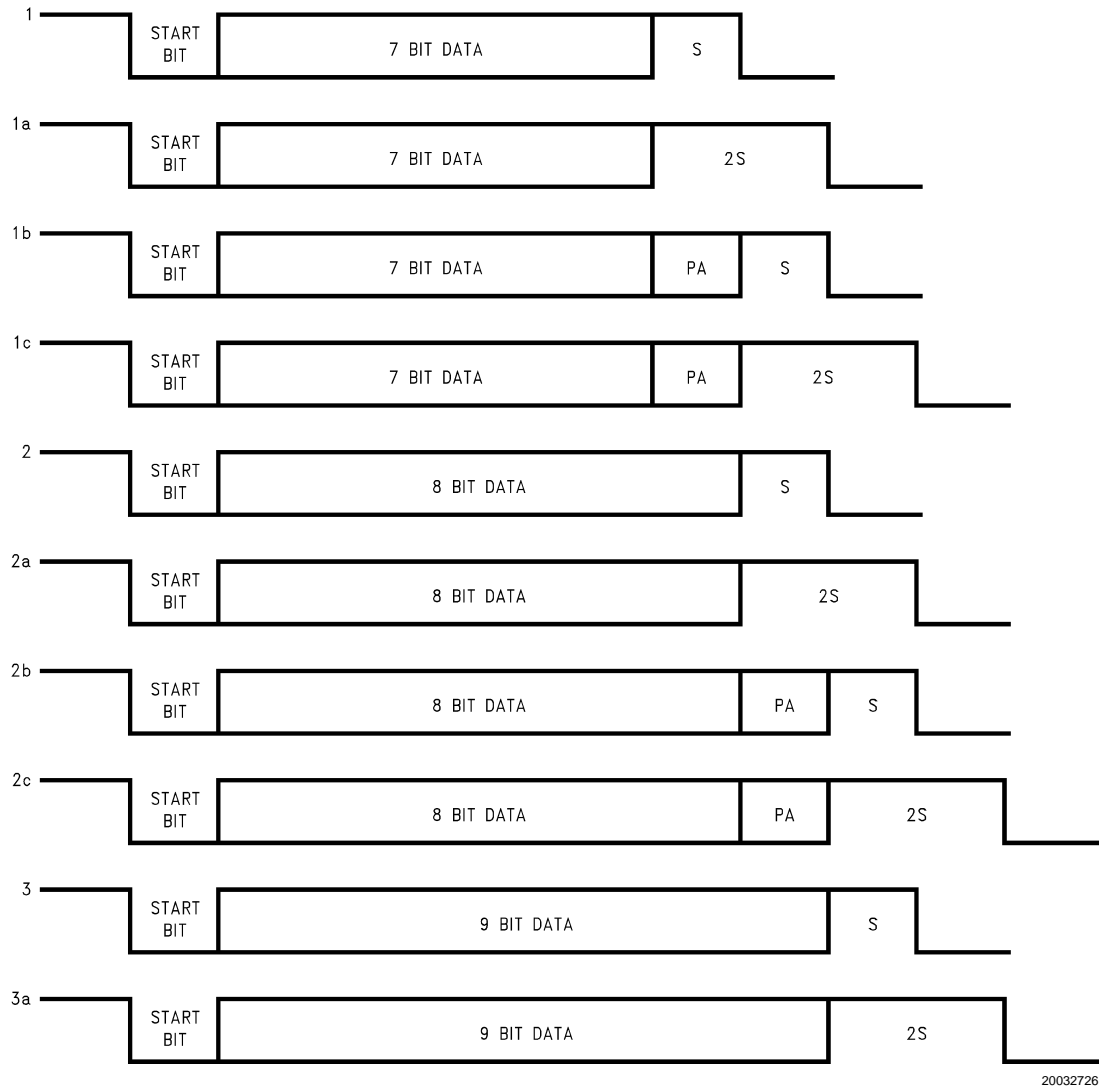 1
START
BIT
7 BIT DATA
S
1a
START
BIT
7 BIT DATA
2S
1b
START
BIT
7 BIT DATA
PA
S
1c
START
BIT
7 BIT DATA
PA
2S
2
START
BIT
8 BIT DATA
S
2a
START
BIT
8 BIT DATA
2S
2b
START
BIT
8 BIT DATA
PA
S
2c
START
BIT
8 BIT DATA
PA
2S
3
START
BIT
9 BIT DATA
S
3a
START
BIT
9 BIT DATA
2S
20032726